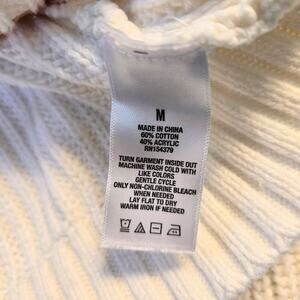 M
MADE IN CHINA
60% COTTON
40% ACRYLIC
RN154379
TURN GARMENT INSIDE OUT
MACHINE WASH COLD WITH
LIKE COLORS
GENTLE CYCLE
ONLY NON-CHLORINE BLEACH
WHEN NEEDED
LAY FLAT TO DRY
WARM IRON IF NEEDED